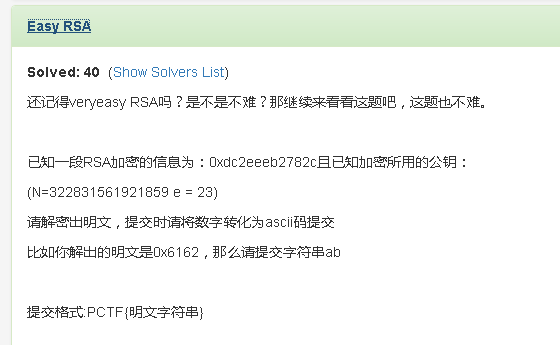 Easy RSA
Solved: 40 (Show Solvers List)
还记得veryeasy RSA吗？是不是不难？那继续来看看这题吧，这题也不难。
已知一段RSA加密的信息为：0xdc2eeeb2782c且已知加密所用的公钥：
(N=322831561921859 e = 23)
请解密出明文，提交时请将数字转化为ascii码提交
比如你解出的明文是0x6162，那么请提交字符串ab
提交格式:PCTF{明文字符串}